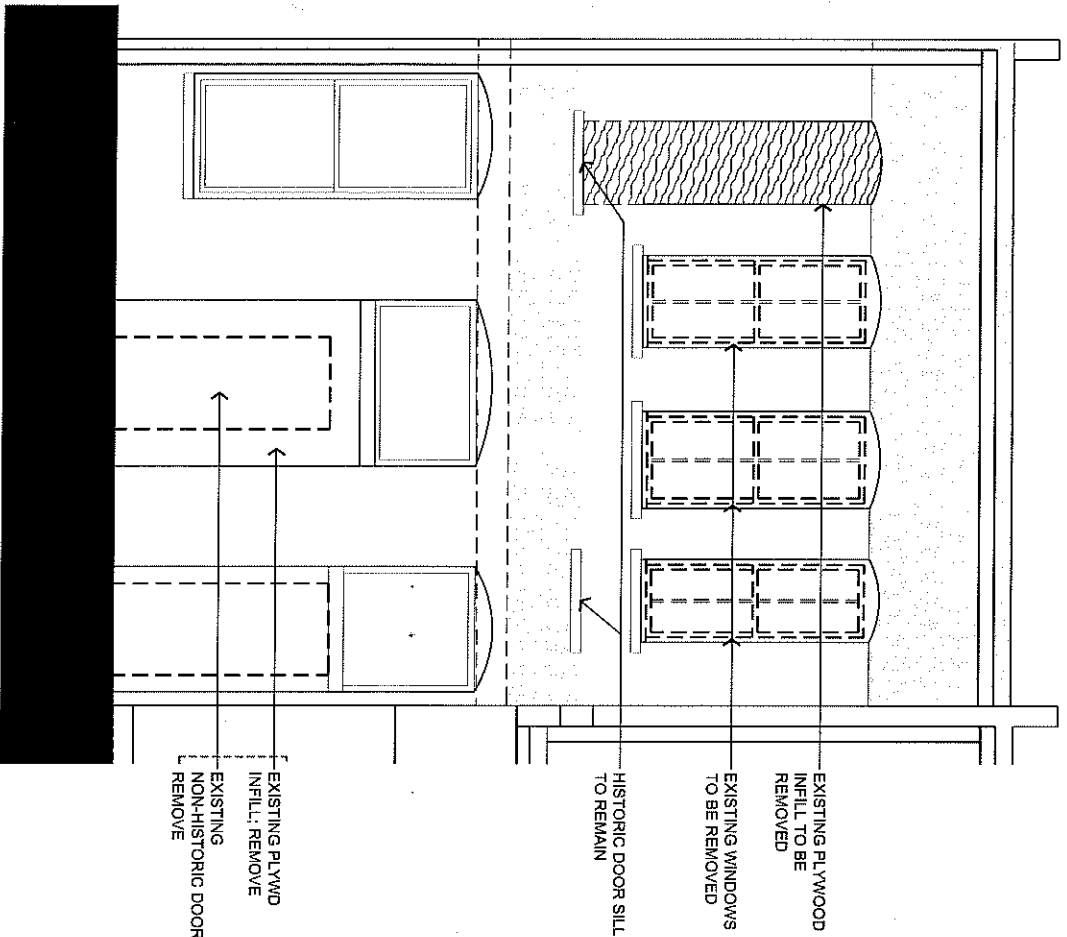 EXISTING PLYWOOD
INFILL TO BE
REMOVED
EXISTING WINDOWS
TO BE REMOVED
HISTORIC DOOR SILL
TO REMAIN
EXISTING PLYWD
INFILL; REMOVE
EXISTING
NON-HISTORIC DOOR
REMOVE